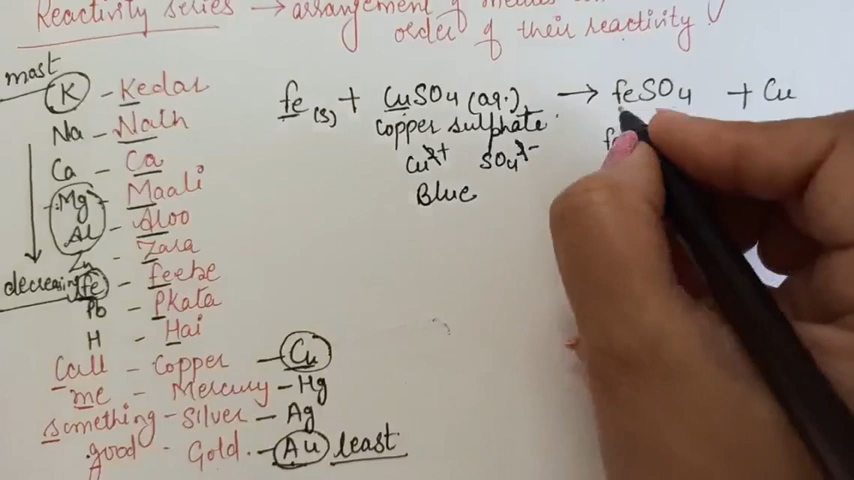 Reactivity series → arrangement of
order of their reactivity
most
K - Kedar
Na - Nath
Ca - Ca
Mg - Maali
Al - Aloo
Zn - Zara
decreasing fe - feeke
Pb - Pkata
H - Hai
Call - Copper - Cu
me - Mercury - Hg
something - Silver - Ag
good - Gold. - Au least
fe (s) + CuSO4 (aq.) → feSO4 + Cu
copper sulphate
Cu2+ SO42-
Blue